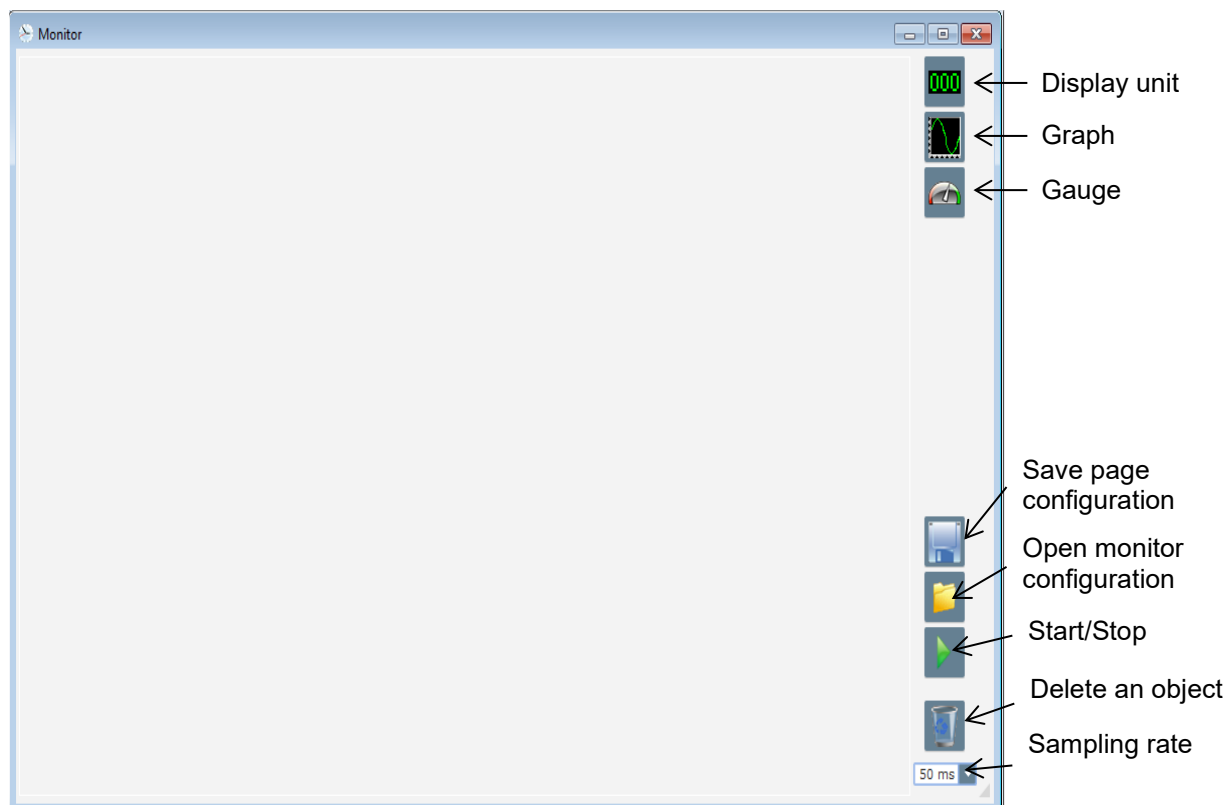 Monitor
000
Display unit
Graph
Gauge
Save page
configuration
Open monitor
configuration
Start/Stop
Delete an object
Sampling rate
50 ms